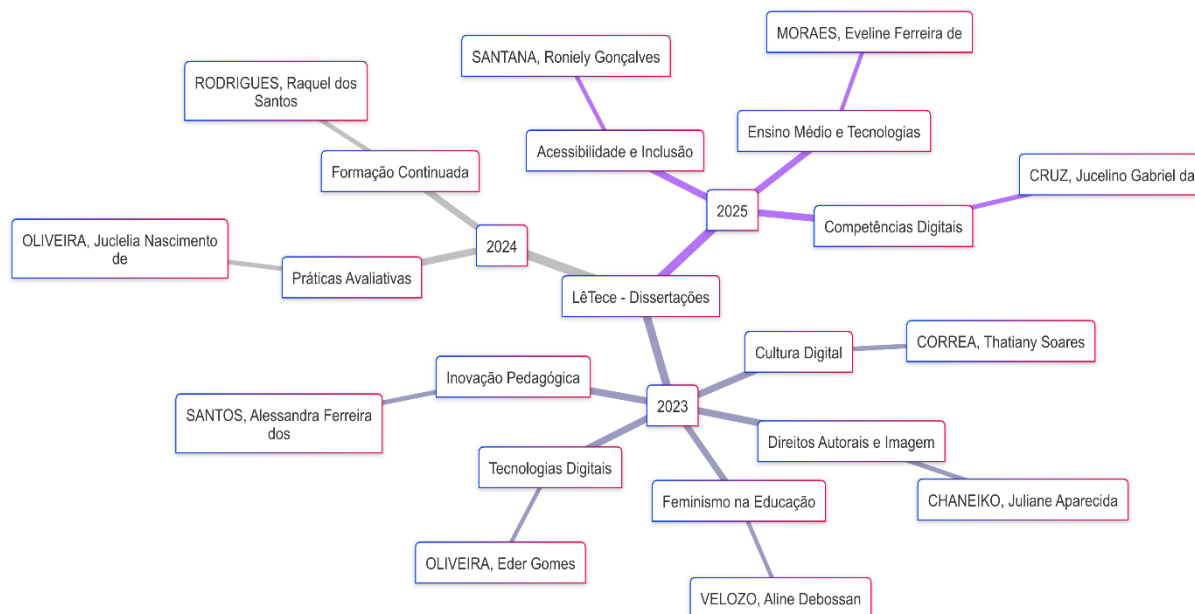 MORAES, Eveline Ferreira de
SANTANA, Roniely Gonçalves
RODRIGUES, Raquel dos
Santos
Ensino Médio e Tecnologias
Acessibilidade e Inclusão
Formação Continuada
CRUZ, Jucelino Gabriel da
2025
Competências Digitais
OLIVEIRA, Juclelia Nascimento
de
2024
Práticas Avaliativas
LêTece - Dissertações
CORREA, Thatiany Soares
Cultura Digital
Inovação Pedagógica
2023
SANTOS, Alessandra Ferreira
dos
Direitos Autorais e Imagem
Tecnologias Digitais
Feminismo na Educação
CHANEIKO, Juliane Aparecida
OLIVEIRA, Eder Gomes
VELOZO, Aline Debossan